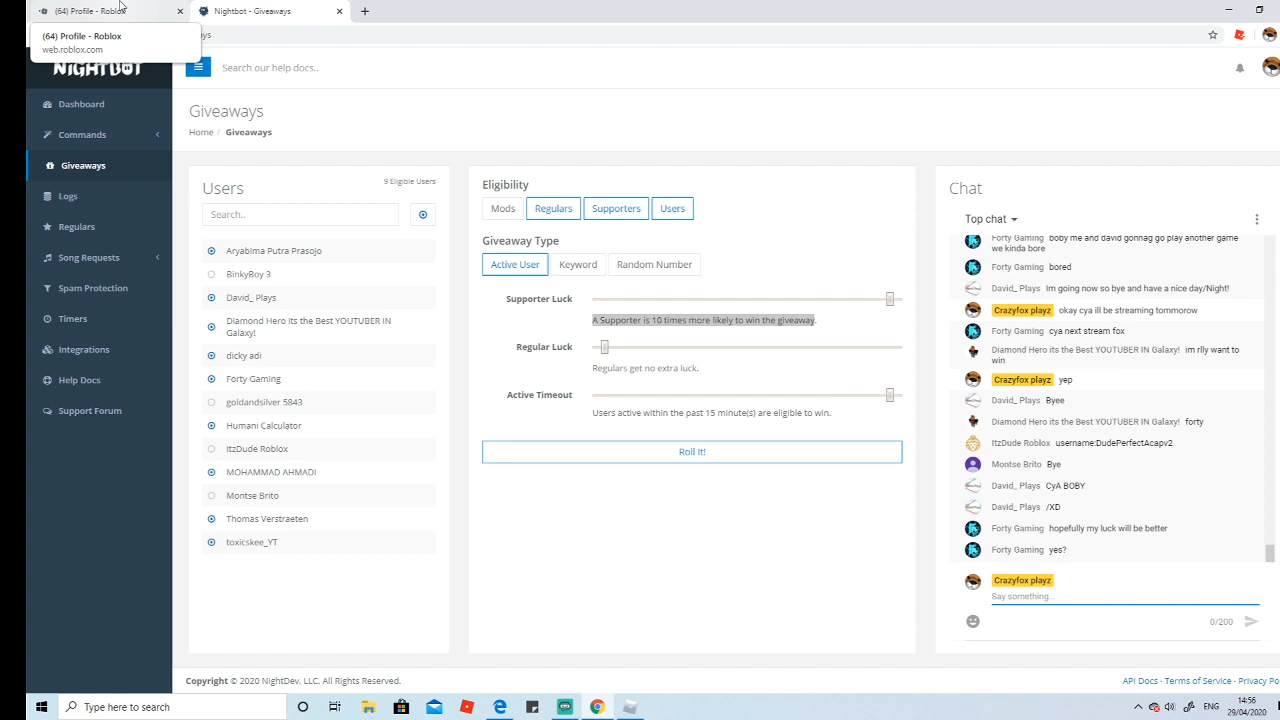 (64) Profile - Roblox
Nightbot - Giveaways
(64) Profile - Roblox
web.roblox.com
ays
NIGHTBOT
Search our help docs..
Dashboard
Commands
Giveaways
Logs
Regulars
Song Requests
Spam Protection
Timers
Integrations
Help Docs
Support Forum
Giveaways
Home / Giveaways
Users
9 Eligible Users
Search..
Aryabima Putra Prasojo
BinkyBoy 3
David_ Plays
Diamond Hero its the Best YOUTUBER IN
Galaxy!
dicky adi
Forty Gaming
goldandsilver 5843
Humani Calculator
ItzDude Roblox
MOHAMMAD AHMADI
Montse Brito
Thomas Verstraeten
toxicskee_YT
Eligibility
Mods Regulars Supporters Users
Giveaway Type
Active User Keyword Random Number
Supporter Luck
A Supporter is 10 times more likely to win the giveaway.
Regular Luck
Regulars get no extra luck.
Active Timeout
Users active within the past 15 minute(s) are eligible to win.
Roll It!
Chat
Top chat
Forty Gaming boby me and david gonnag go play another game
we kinda bore
Forty Gaming bored
David_ Plays Im going now so bye and have a nice day/Night!
Crazyfox playz okay cya ill be streaming tommorow
Forty Gaming cya next stream fox
Diamond Hero its the Best YOUTUBER IN Galaxy! im rlly want to
win
Crazyfox playz yep
David_ Plays Byee
Diamond Hero its the Best YOUTUBER IN Galaxy! forty
ItzDude Roblox username:DudePerfectAcapv2
Montse Brito Bye
David_ Plays CyA BOBY
David_ Plays /XD
Forty Gaming hopefully my luck will be better
Forty Gaming yes?
Crazyfox playz
Say something...
0/200
Copyright © 2020 NightDev, LLC. All Rights Reserved.
API Docs - Terms of Service - Privacy Po
Type here to search
ENG
14:56
29/04/2020